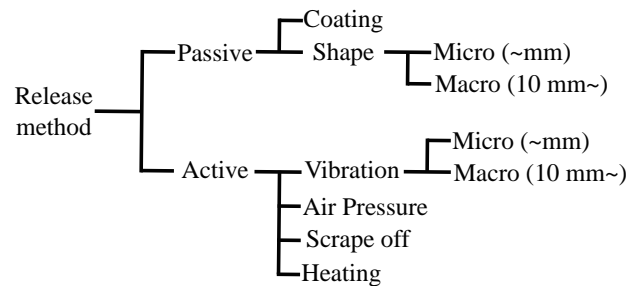 Coating
Passive
Shape
Micro (~mm)
Macro (10 mm~)
Release
method
Micro (~mm)
Active
Vibration
Macro (10 mm~)
Air Pressure
Scrape off
Heating